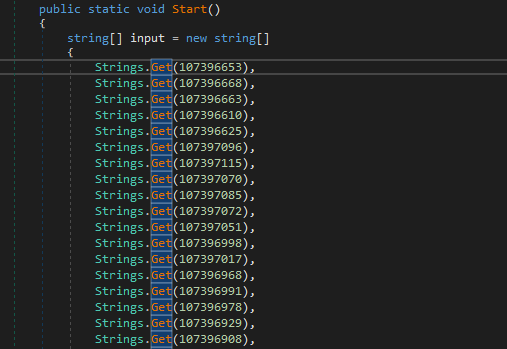 public static void Start()
{
string[] input = new string[]
{
Strings.Get(107396653),
Strings.Get(107396668),
Strings.Get(107396663),
Strings.Get(107396610),
Strings.Get(107396625),
Strings.Get(107397096),
Strings.Get(107397115),
Strings.Get(107397070),
Strings.Get(107397085),
Strings.Get(107397072),
Strings.Get(107397051),
Strings.Get(107396998),
Strings.Get(107397017),
Strings.Get(107396968),
Strings.Get(107396991),
Strings.Get(107396978),
Strings.Get(107396929),
Strings.Get(107396908),